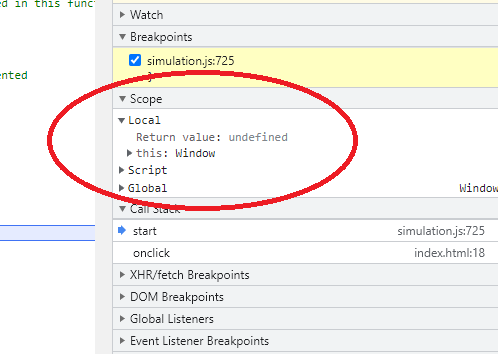 ed in this funct
Watch
Breakpoints
simulation.js:725
Scope
ented
Local
Return value: undefined
this: Window
Script
Global Window
Call Stack
start simulation.js:725
onclick index.html:18
XHR/fetch Breakpoints
DOM Breakpoints
Global Listeners
Event Listener Breakpoints